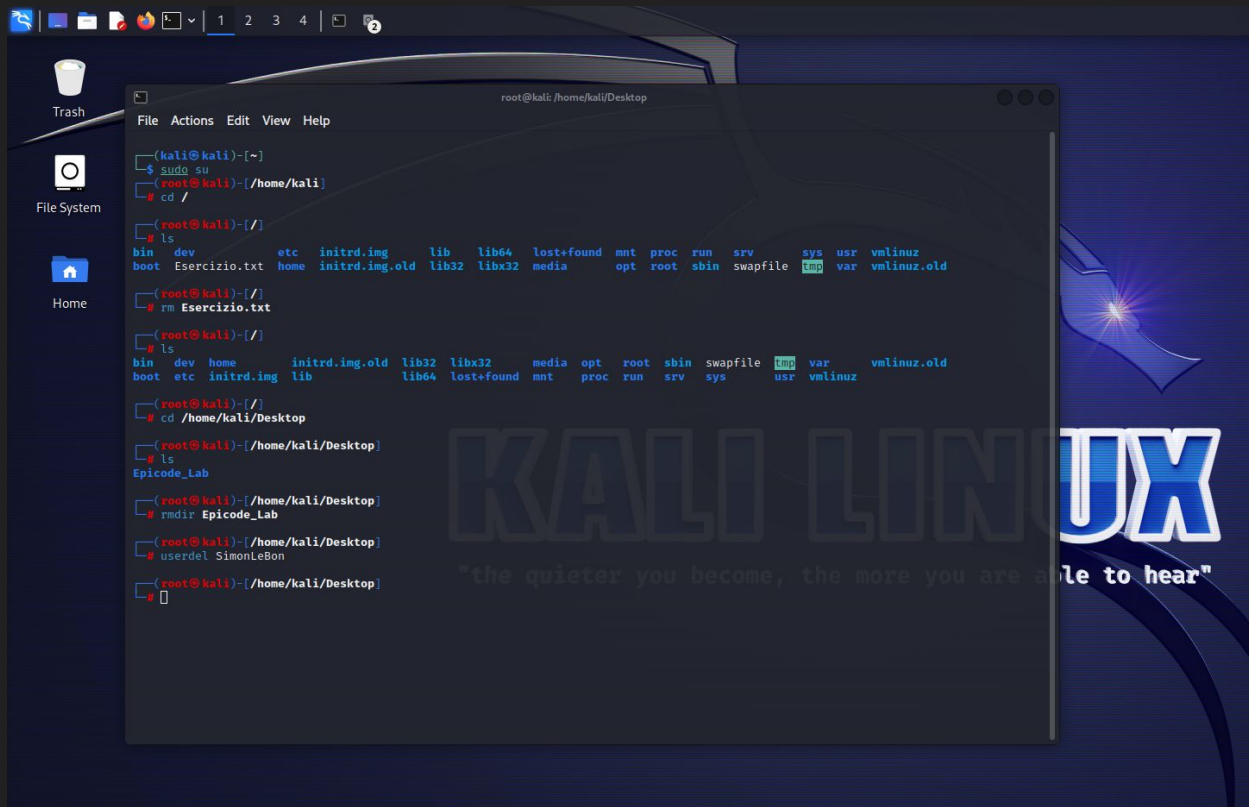 1 2 3 4 2
Trash
File System
Home
root@kali: /home/kali/Desktop
File Actions Edit View Help
┌──(kali㉿kali)-[~]
└─$ sudo su
┌──(root㉿kali)-[/home/kali]
└─# cd /
┌──(root㉿kali)-[/]
└─# ls
bin dev etc initrd.img lib lib64 lost+found mnt proc run srv sys usr vmlinuz
boot Esercizio.txt home initrd.img.old lib32 libx32 media opt root sbin swapfile tmp var vmlinuz.old
┌──(root㉿kali)-[/]
└─# rm Esercizio.txt
┌──(root㉿kali)-[/]
└─# ls
bin dev home initrd.img.old lib32 libx32 media opt root sbin swapfile tmp var vmlinuz.old
boot etc initrd.img lib lib64 lost+found mnt proc run srv sys usr vmlinuz
┌──(root㉿kali)-[/]
└─# cd /home/kali/Desktop
┌──(root㉿kali)-[/home/kali/Desktop]
└─# ls
Epicode_Lab
┌──(root㉿kali)-[/home/kali/Desktop]
└─# rmdir Epicode_Lab
┌──(root㉿kali)-[/home/kali/Desktop]
└─# userdel SimonLeBon
┌──(root㉿kali)-[/home/kali/Desktop]
└─#
KALI LINUX
"the quieter you become, the more you are able to hear"